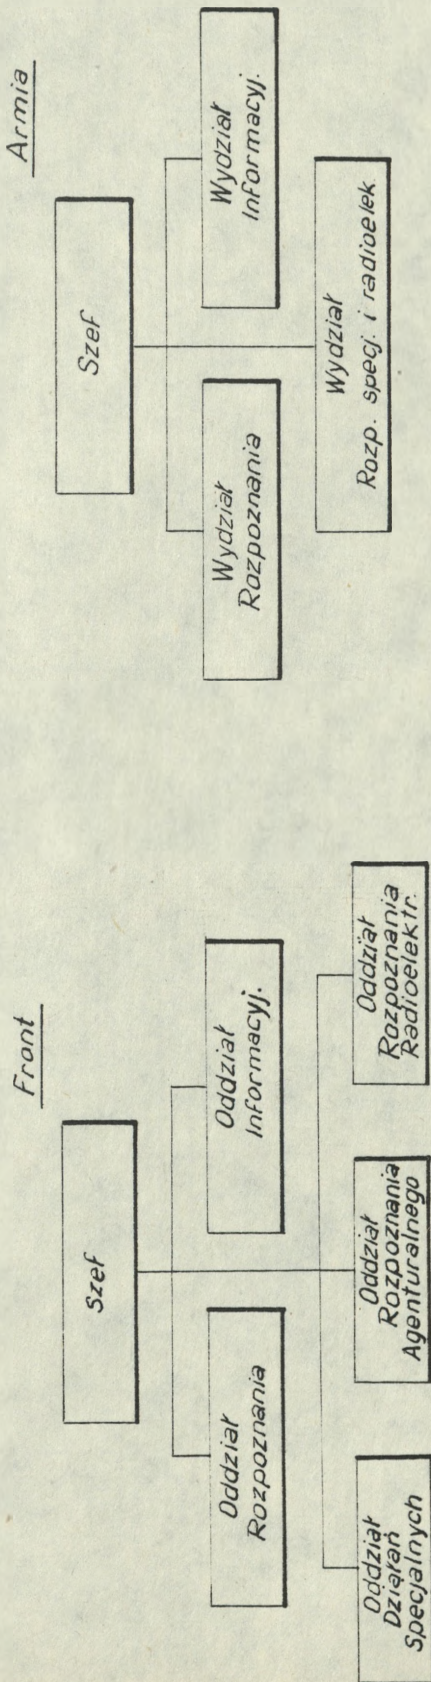 Front
Szef
Oddział
Rozpoznania
Oddział
Informacyj.
Oddział
Działań
Specjalnych
Oddział
Rozpoznania
Agenturalnego
Oddział
Rozpoznania
Radioelektr.
Armia
Szef
Wydział
Rozpoznania
Wydział
Informacyj.
Wydział
Rozp. specj. i radioelek